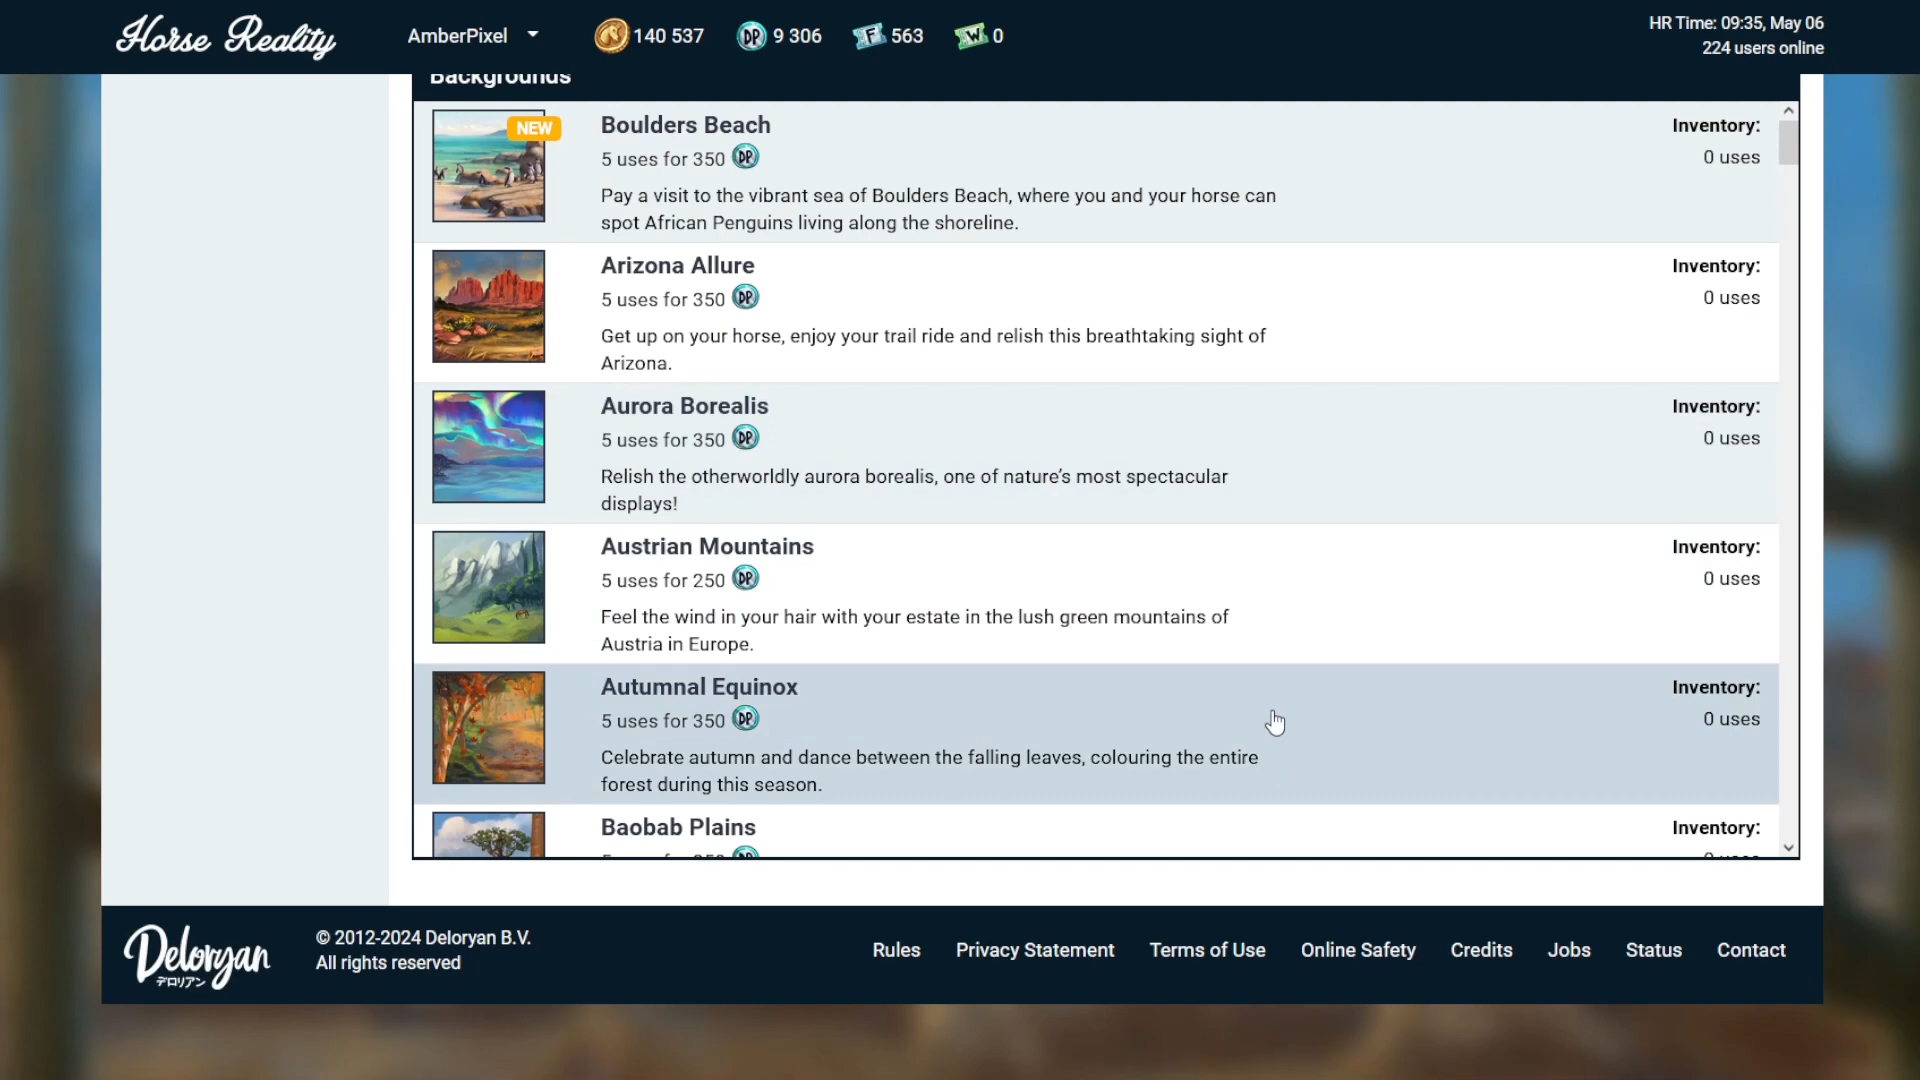 Horse Reality
AmberPixel
140 537
DP 9 306
F 563
W 0
HR Time: 09:35, May 06
224 users online
Backgrounds
NEW
Boulders Beach
5 uses for 350 DP
Pay a visit to the vibrant sea of Boulders Beach, where you and your horse can
spot African Penguins living along the shoreline.
Inventory:
0 uses
Arizona Allure
5 uses for 350 DP
Get up on your horse, enjoy your trail ride and relish this breathtaking sight of
Arizona.
Inventory:
0 uses
Aurora Borealis
5 uses for 350 DP
Relish the otherworldly aurora borealis, one of nature's most spectacular
displays!
Inventory:
0 uses
Austrian Mountains
5 uses for 250 DP
Feel the wind in your hair with your estate in the lush green mountains of
Austria in Europe.
Inventory:
0 uses
Autumnal Equinox
5 uses for 350 DP
Celebrate autumn and dance between the falling leaves, colouring the entire
forest during this season.
Inventory:
0 uses
Baobab Plains
Inventory:
Deloryan
デロリアン
© 2012-2024 Deloryan B.V.
All rights reserved
Rules
Privacy Statement
Terms of Use
Online Safety
Credits
Jobs
Status
Contact